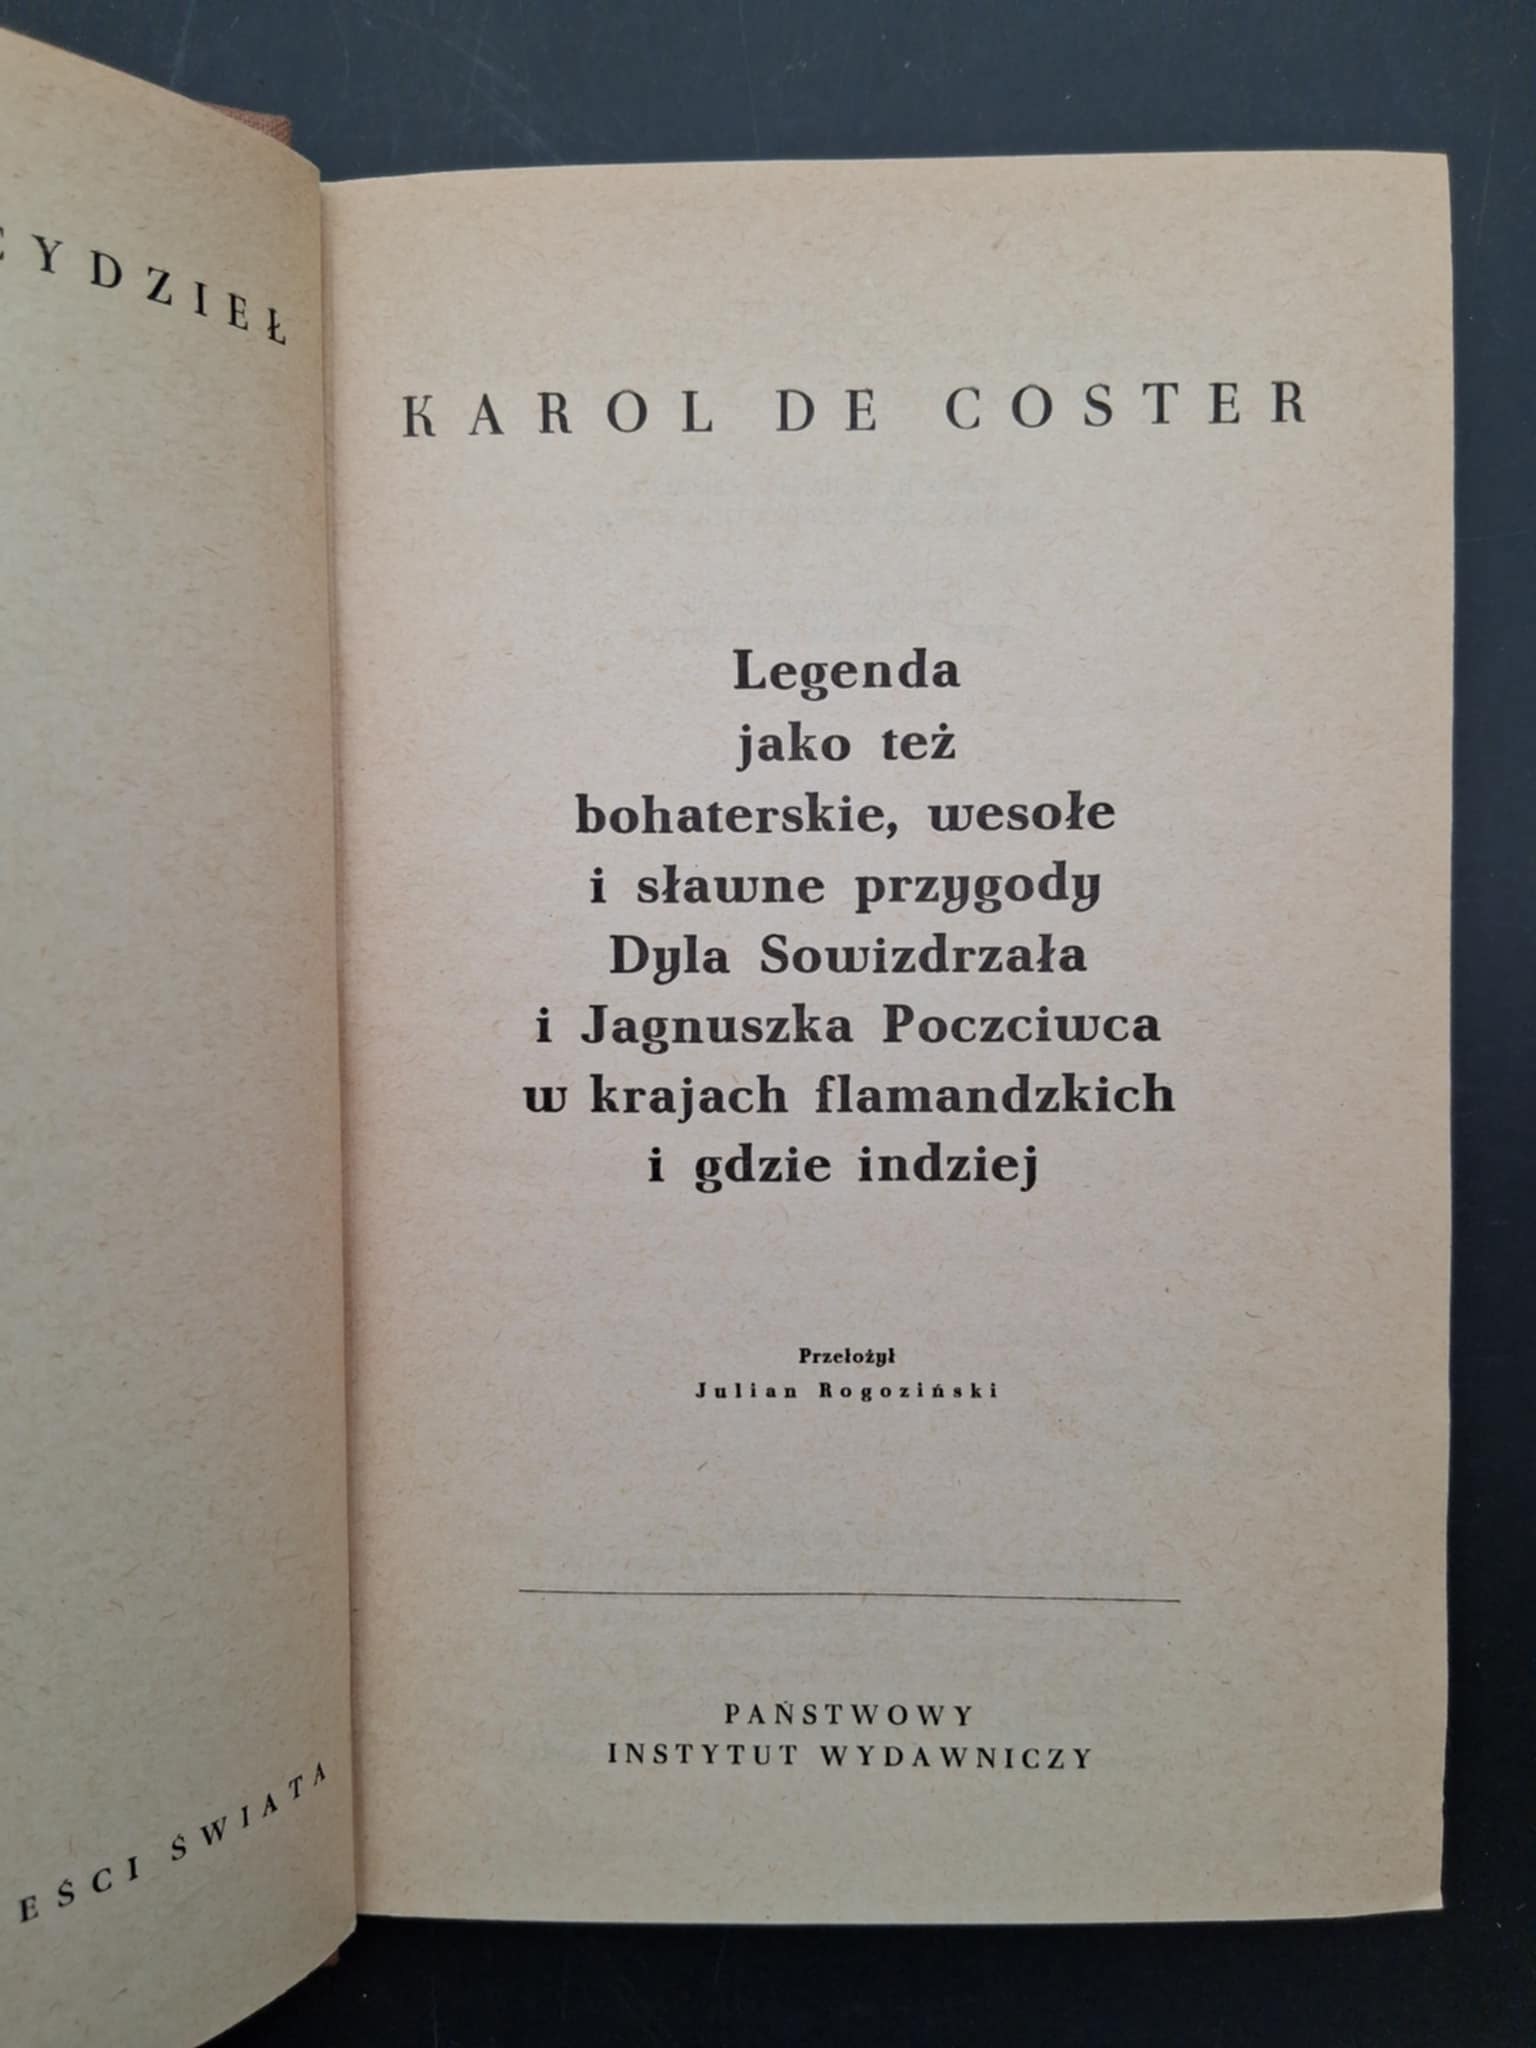 CYDZIEŁ
EŚCI ŚWIATA
KAROL DE COSTER
Legenda
jako też
bohaterskie, wesołe
i sławne przygody
Dyla Sowizdrzała
i Jagnuszka Poczciwca
w krajach flamandzkich
i gdzie indziej
Przełożył
Julian Rogoziński
PAŃSTWOWY
INSTYTUT WYDAWNICZY